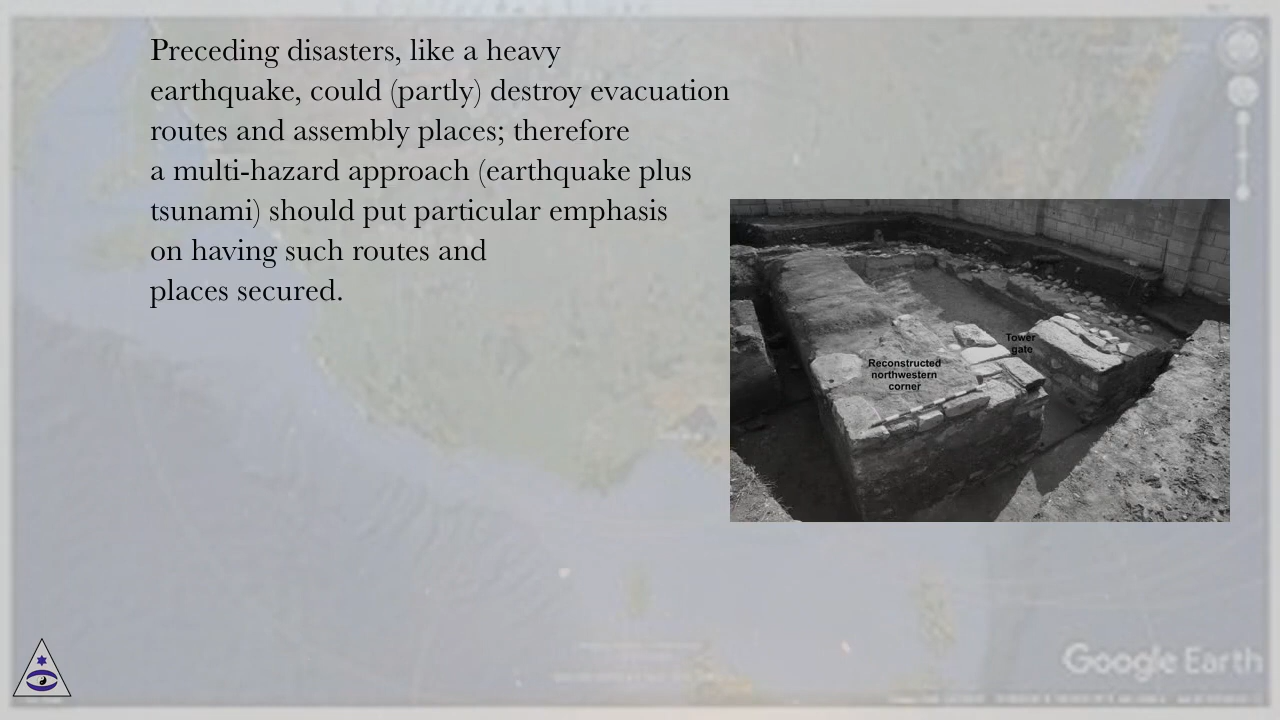 Preceding disasters, like a heavy
earthquake, could (partly) destroy evacuation
routes and assembly places; therefore
a multi-hazard approach (earthquake plus
tsunami) should put particular emphasis
on having such routes and
places secured.
Tower
gate
Reconstructed
northwestern
corner
Google Earth